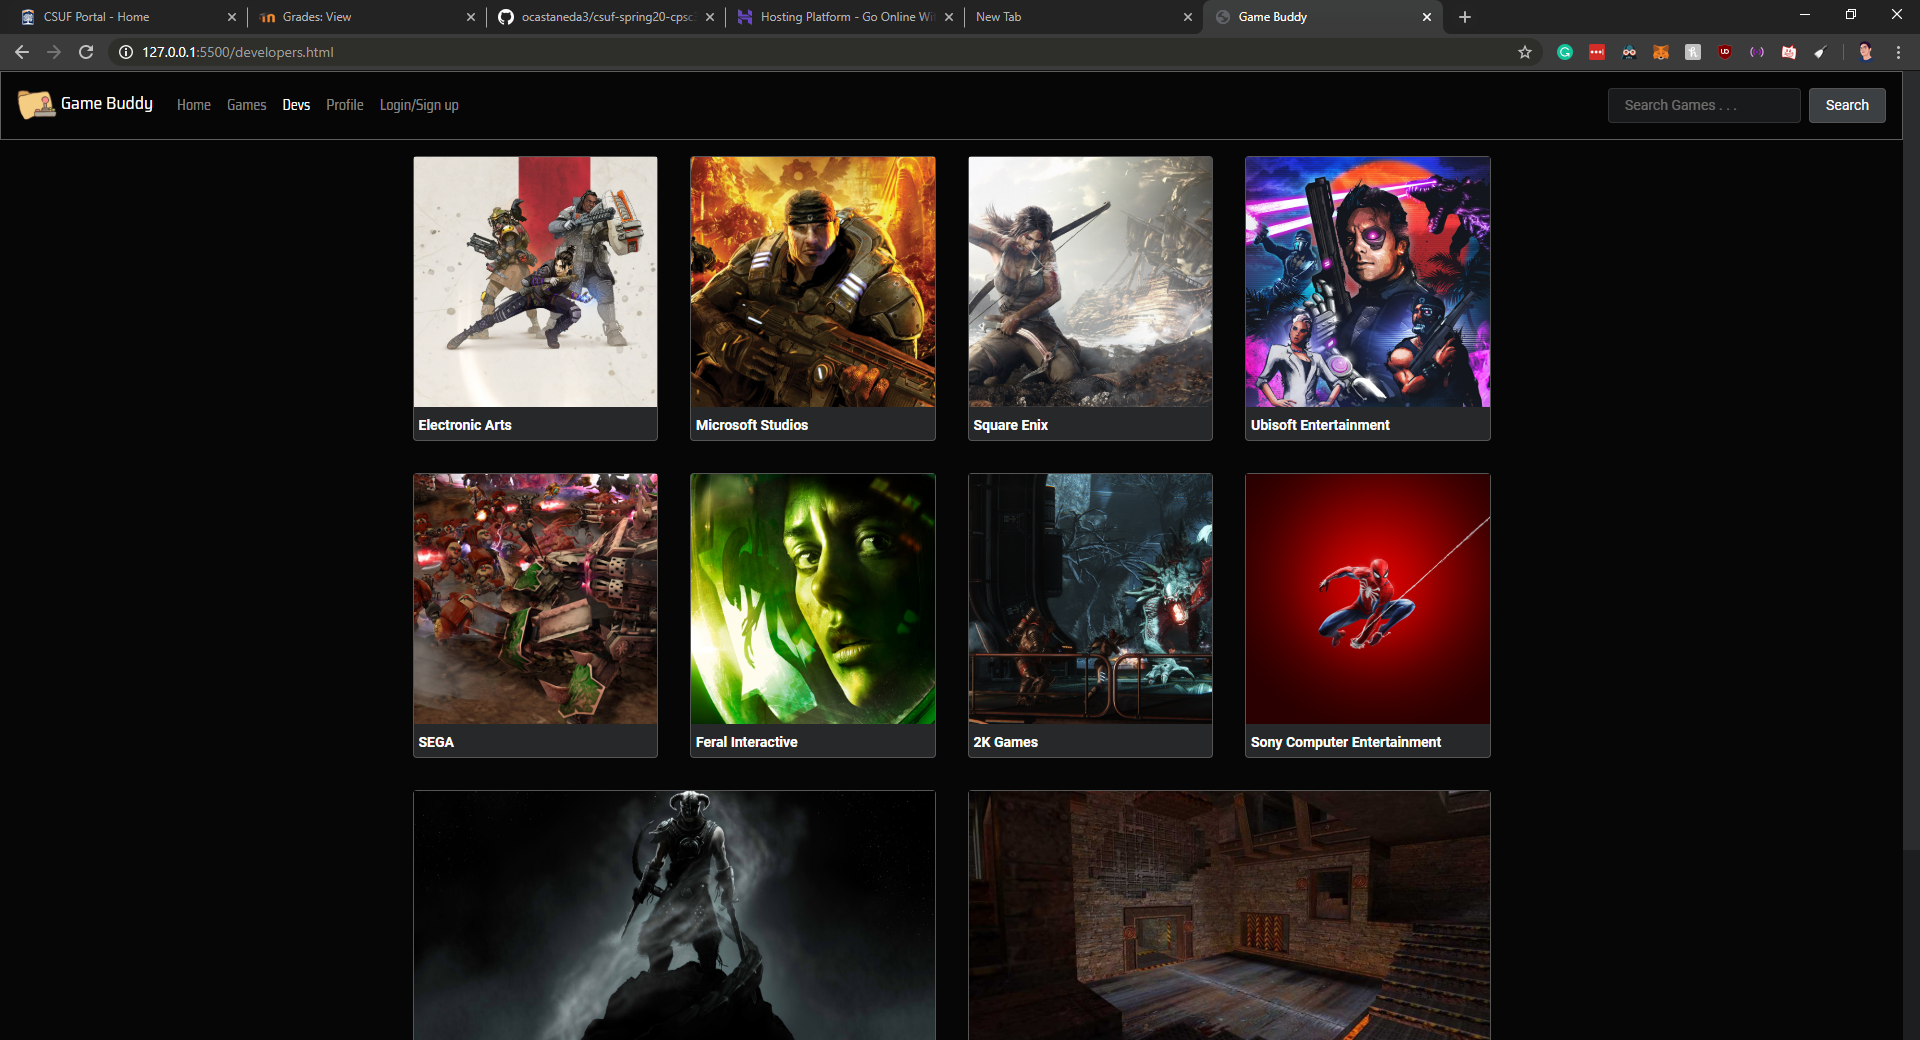 CSUF Portal - Home
Grades: View
ocastaneda3/csuf-spring20-cpsc
Hosting Platform - Go Online Wi
New Tab
Game Buddy
127.0.0.1:5500/developers.html
Game Buddy
Home
Games
Devs
Profile
Login/Sign up
Search Games . . .
Search
Electronic Arts
Microsoft Studios
Square Enix
Ubisoft Entertainment
SEGA
Feral Interactive
2K Games
Sony Computer Entertainment